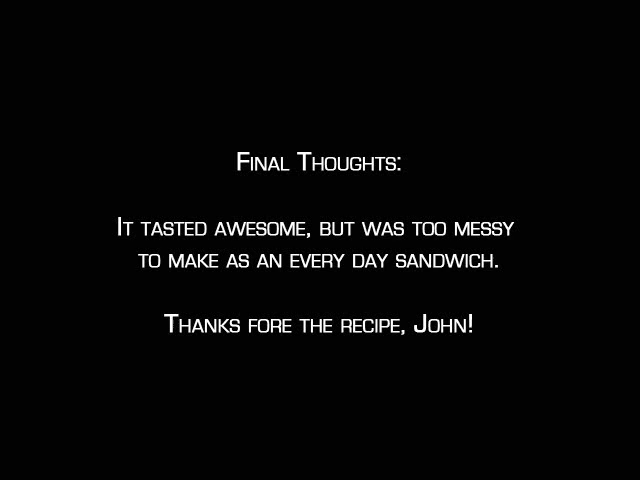 Final Thoughts:
It tasted awesome, but was too messy
to make as an every day sandwich.
Thanks fore the recipe, John!